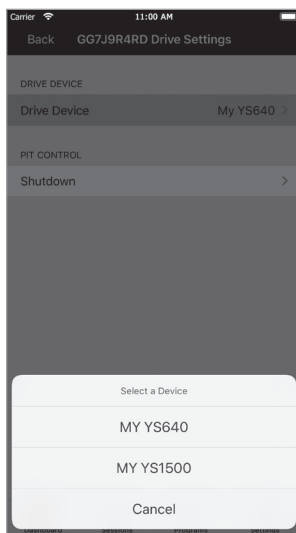 Carrier 11:00 AM
Back GG7J9R4RD Drive Settings
DRIVE DEVICE
Drive Device My YS640
PIT CONTROL
Shutdown
Select a Device
MY YS640
MY YS1500
Cancel
Dashboard Sessions Programs Settings